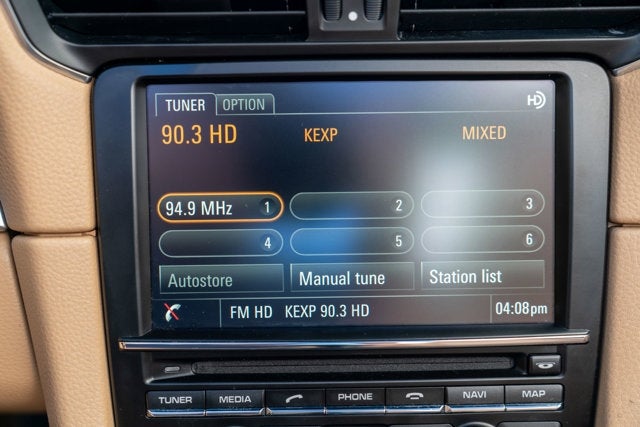 TUNER OPTION HD
90.3 HD KEXP MIXED
94.9 MHz 1 2 3
4 5 6
Autostore Manual tune Station list
FM HD KEXP 90.3 HD 04:08pm
TUNER MEDIA PHONE NAVI MAP